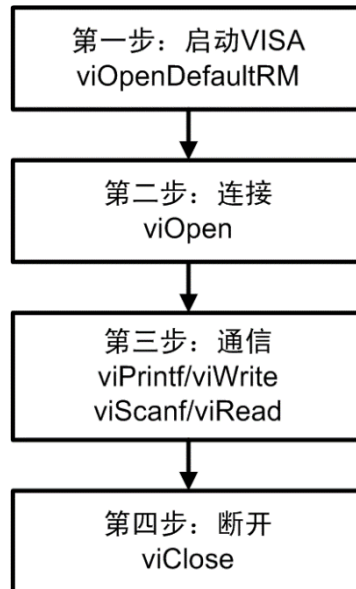 第一步：启动VISA
viOpenDefaultRM
第二步：连接
viOpen
第三步：通信
viPrintf/viWrite
viScanf/viRead
第四步：断开
viClose